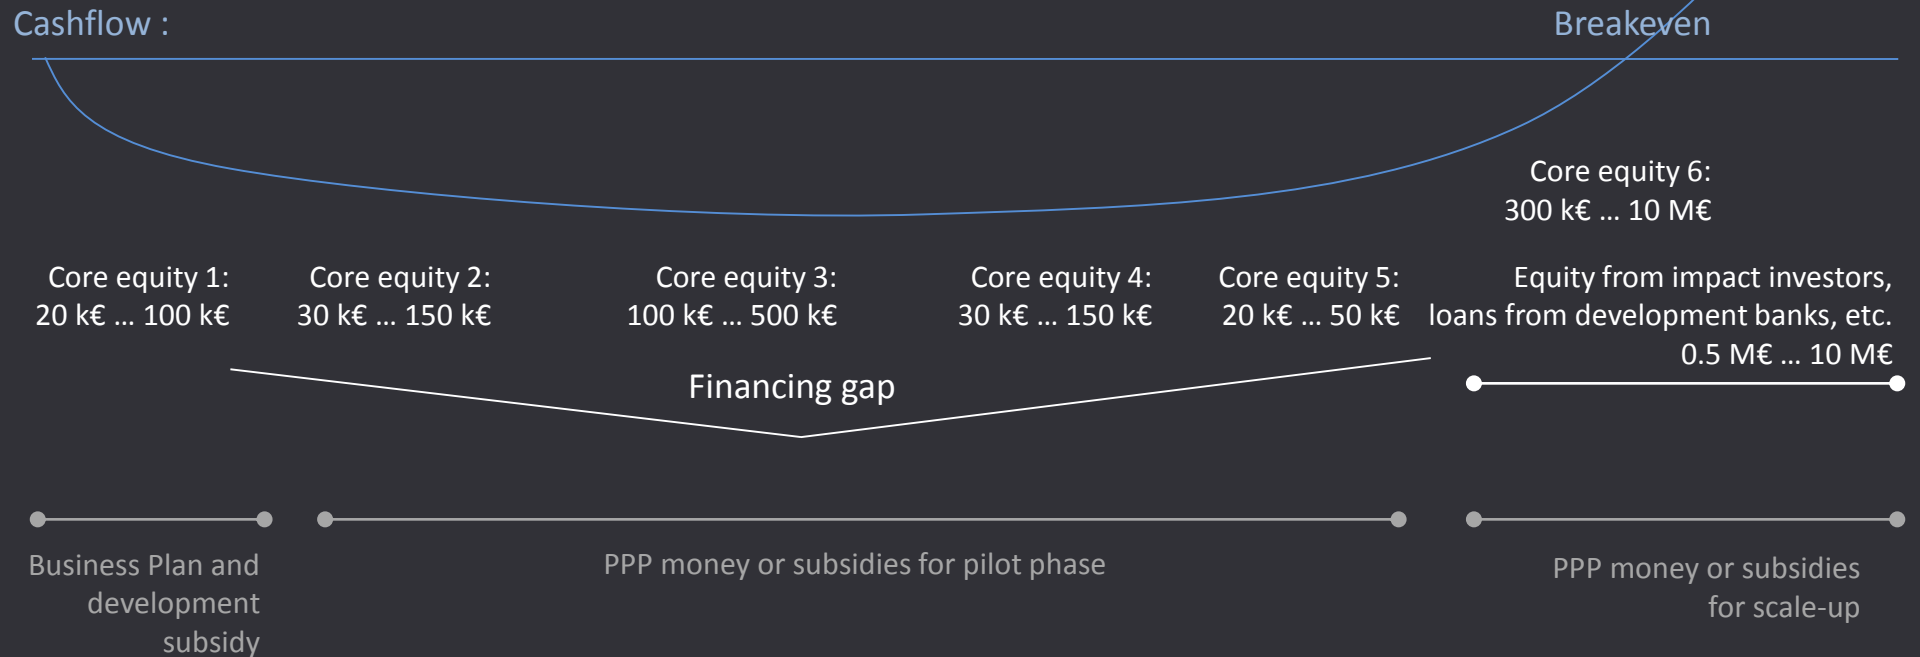 Cashflow :
Breakeven
Core equity 6:
300 k€ ... 10 M€
Core equity 1:
20 k€ ... 100 k€
Core equity 2:
30 k€ ... 150 k€
Core equity 3:
100 k€ ... 500 k€
Core equity 4:
30 k€ ... 150 k€
Core equity 5:
20 k€ ... 50 k€
Equity from impact investors,
loans from development banks, etc.
0.5 M€ ... 10 M€
Financing gap
Business Plan and
development
subsidy
PPP money or subsidies for pilot phase
PPP money or subsidies
for scale-up